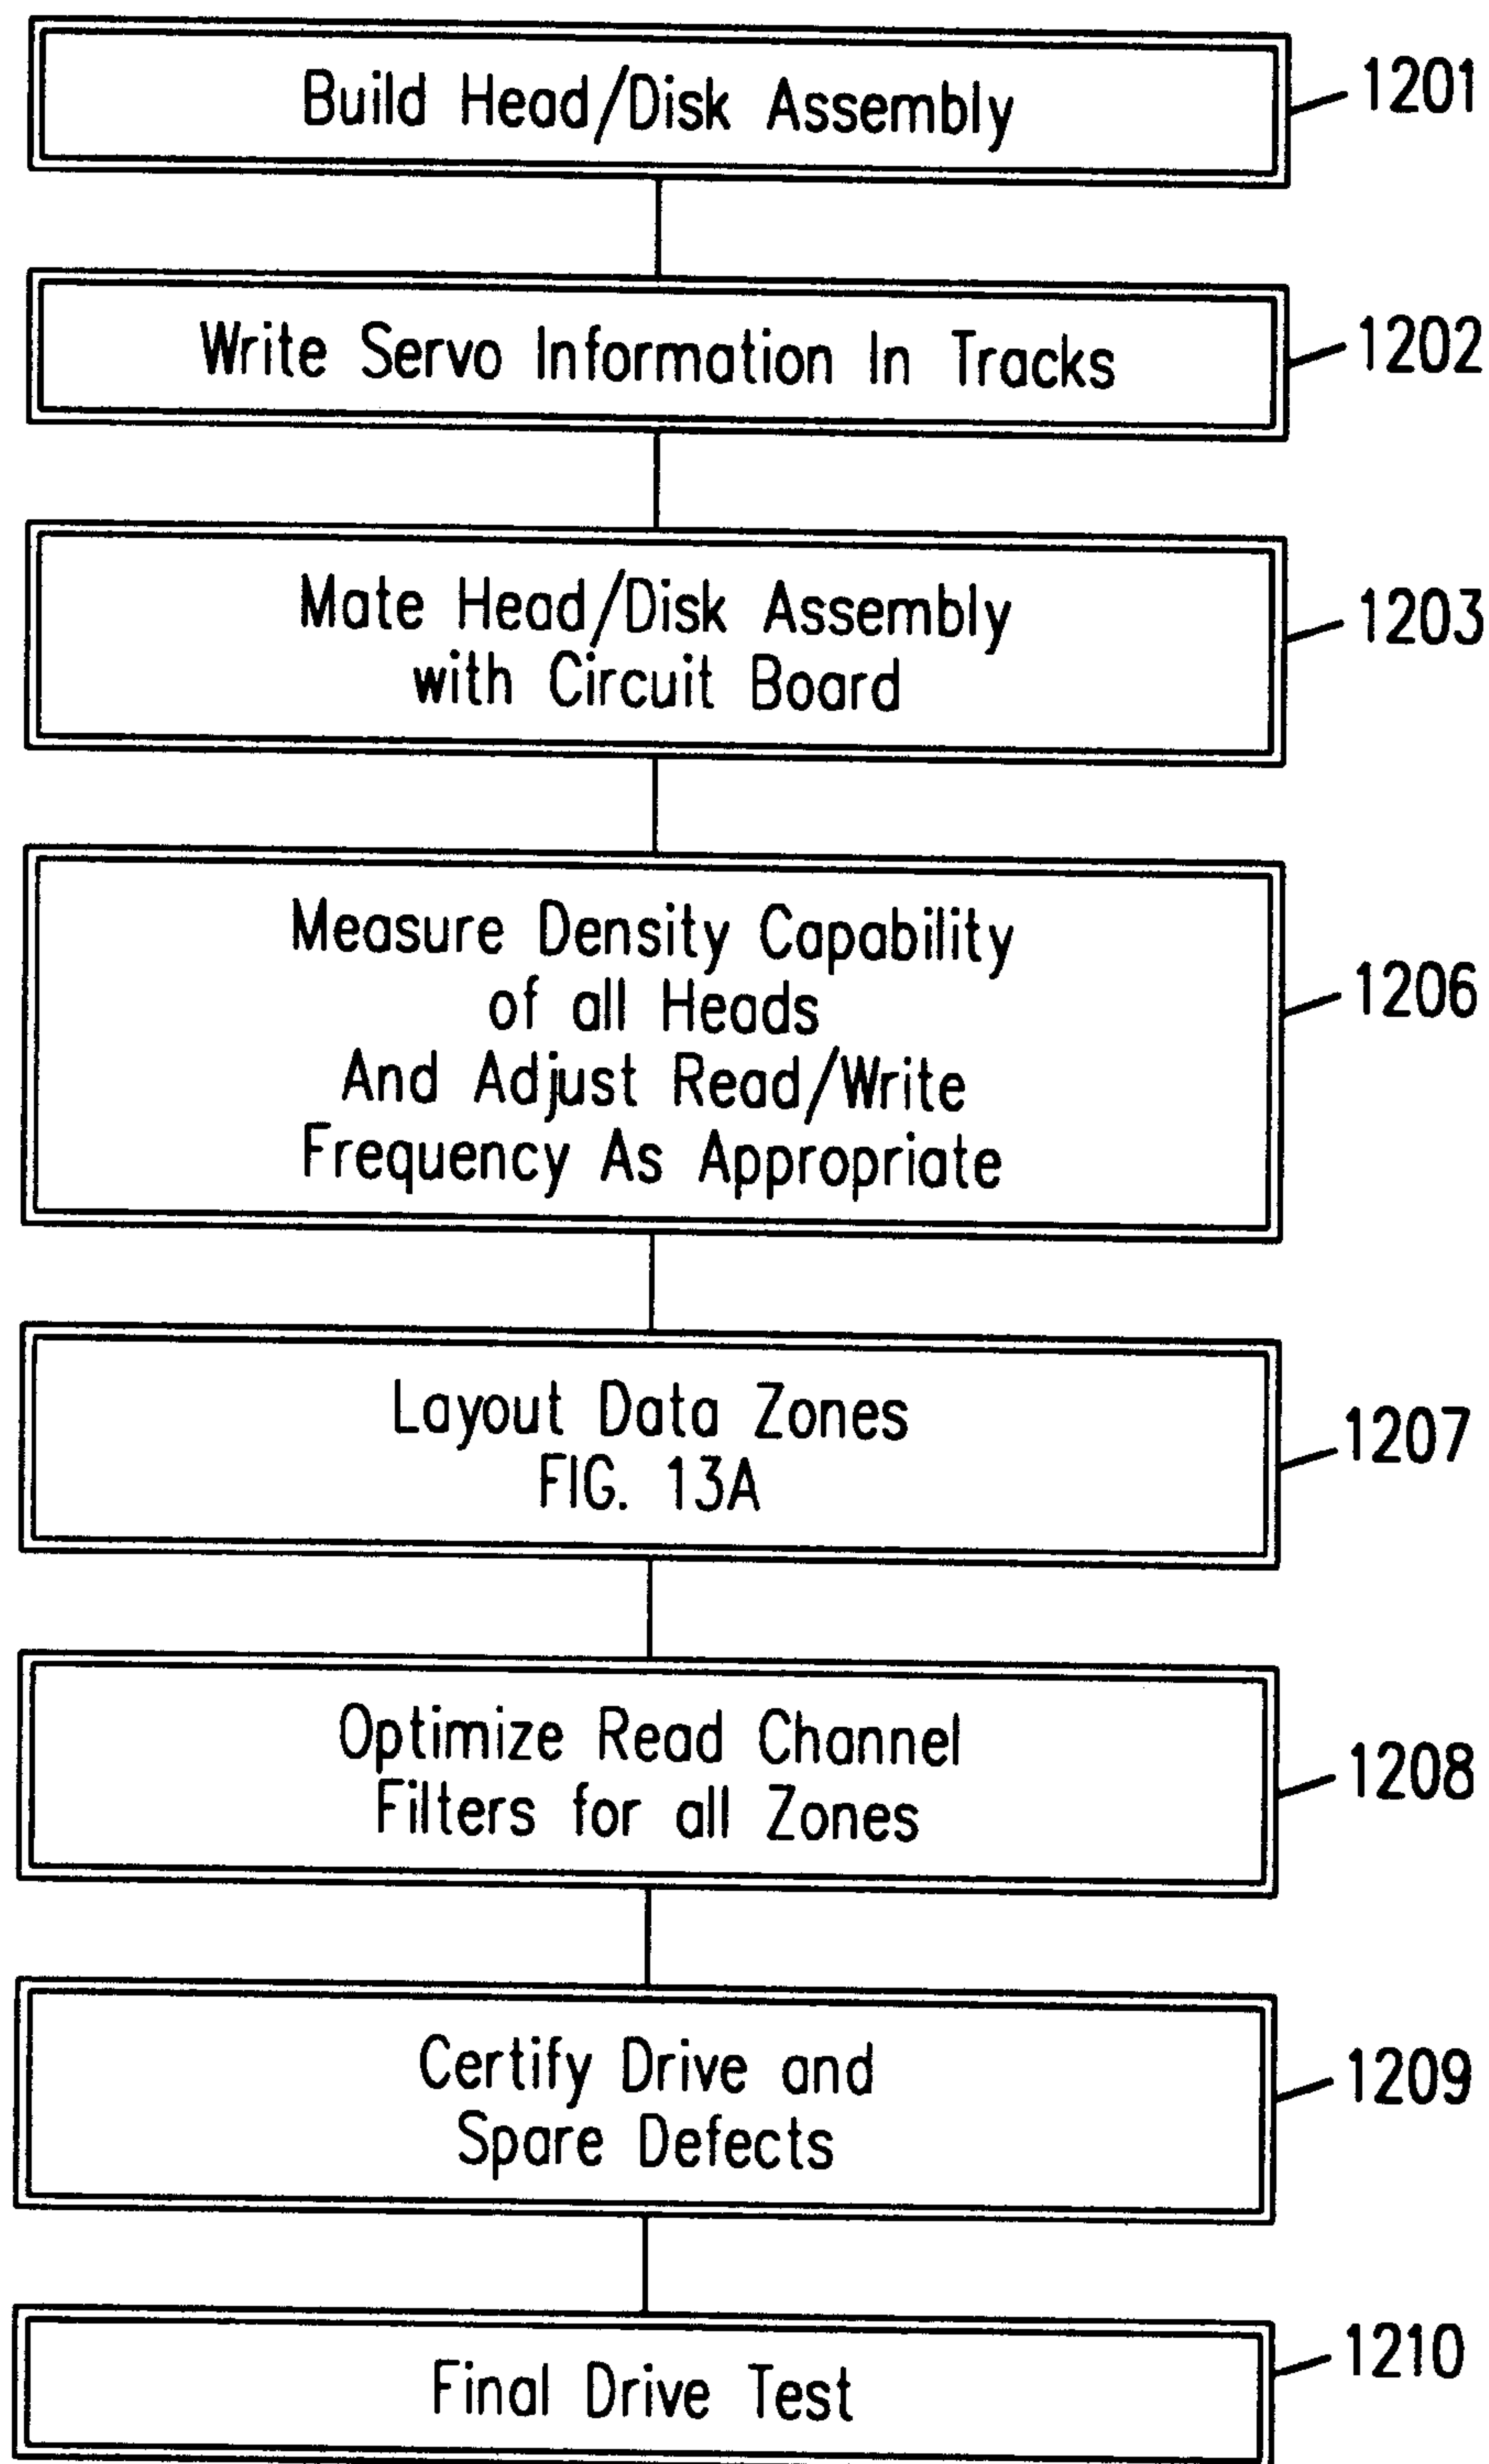 Build Head/Disk Assembly
1201
Write Servo Information In Tracks
1202
Mate Head/Disk Assembly
with Circuit Board
1203
Measure Density Capability
of all Heads
And Adjust Read/Write
Frequency As Appropriate
1206
Layout Data Zones
FIG. 13A
1207
Optimize Read Channel
Filters for all Zones
1208
Certify Drive and
Spare Defects
1209
Final Drive Test
1210